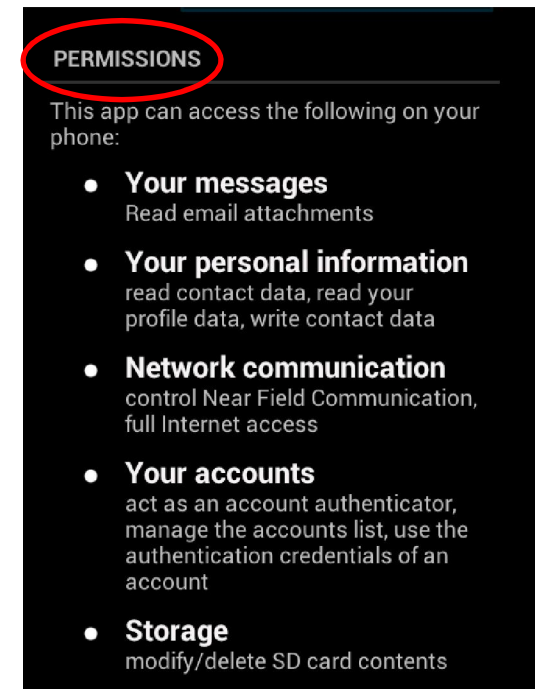 PERMISSIONS
This app can access the following on your
phone:
● Your messages
Read email attachments
● Your personal information
read contact data, read your
profile data, write contact data
● Network communication
control Near Field Communication,
full Internet access
● Your accounts
act as an account authenticator,
manage the accounts list, use the
authentication credentials of an
account
● Storage
modify/delete SD card contents